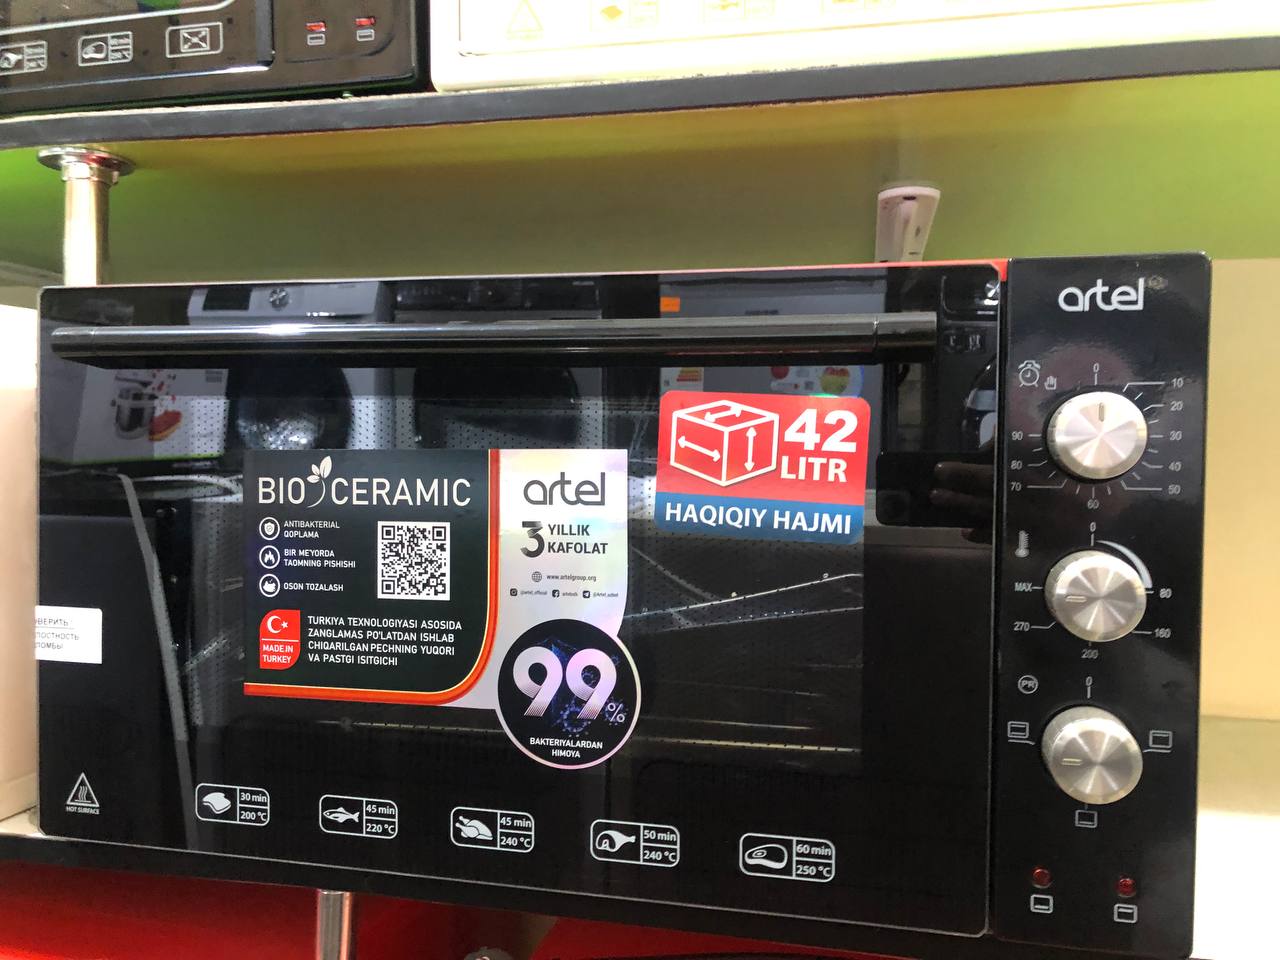 artel
0
10
20
30
40
50
60
70
80
90
42
LITR
HAQIQIY HAJMI
BIO CERAMIC
ANTIBAKTERIAL
QOPLAMA
BIR MEYORDA
TAOMNING PISHISHI
OSON TOZALASH
MADE IN
TURKEY
TURKIYA TEXNOLOGIYASI ASOSIDA
ZANGLAMAS PO'LATDAN ISHLAB
CHIQARILGAN PECHNING YUQORI
VA PASTGI ISITGICHI
artel
3 YILLIK
KAFOLAT
www.artelgroup.org
99%
BAKTERIYALARDAN
HIMOYA
0
80
160
200
270
MAX
PR
0
HOT SURFACE
30 min
200 °C
45 min
220 °C
45 min
240 °C
50 min
240 °C
60 min
250 °C